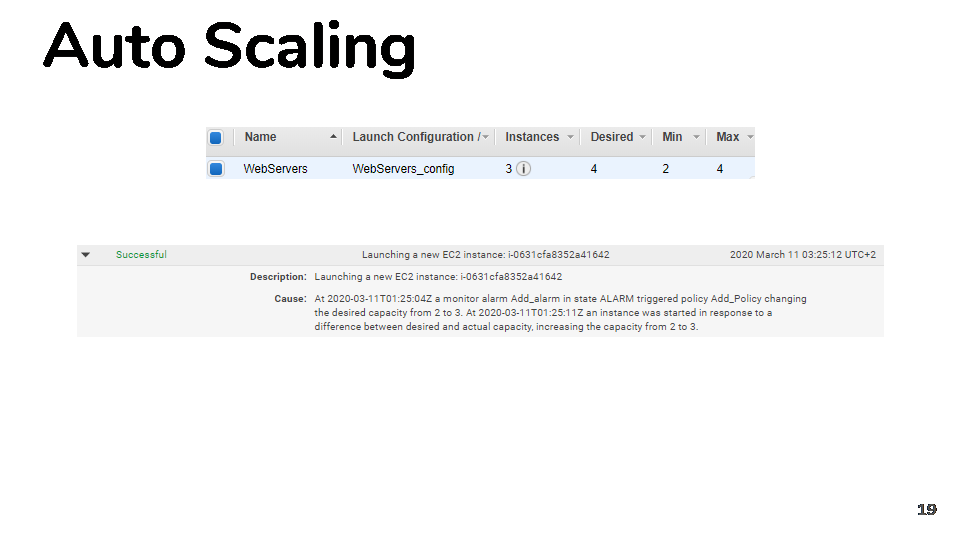 Auto Scaling
Name Launch Configuration / Instances Desired Min Max
WebServers WebServers_config 3 i 4 2 4
Successful Launching a new EC2 instance: i-0631cfa8352a41642 2020 March 11 03:25:12 UTC+2
Description: Launching a new EC2 instance: i-0631cfa8352a41642
Cause: At 2020-03-11T01:25:04Z a monitor alarm Add_alarm in state ALARM triggered policy Add_Policy changing
the desired capacity from 2 to 3. At 2020-03-11T01:25:11Z an instance was started in response to a
difference between desired and actual capacity, increasing the capacity from 2 to 3.
19